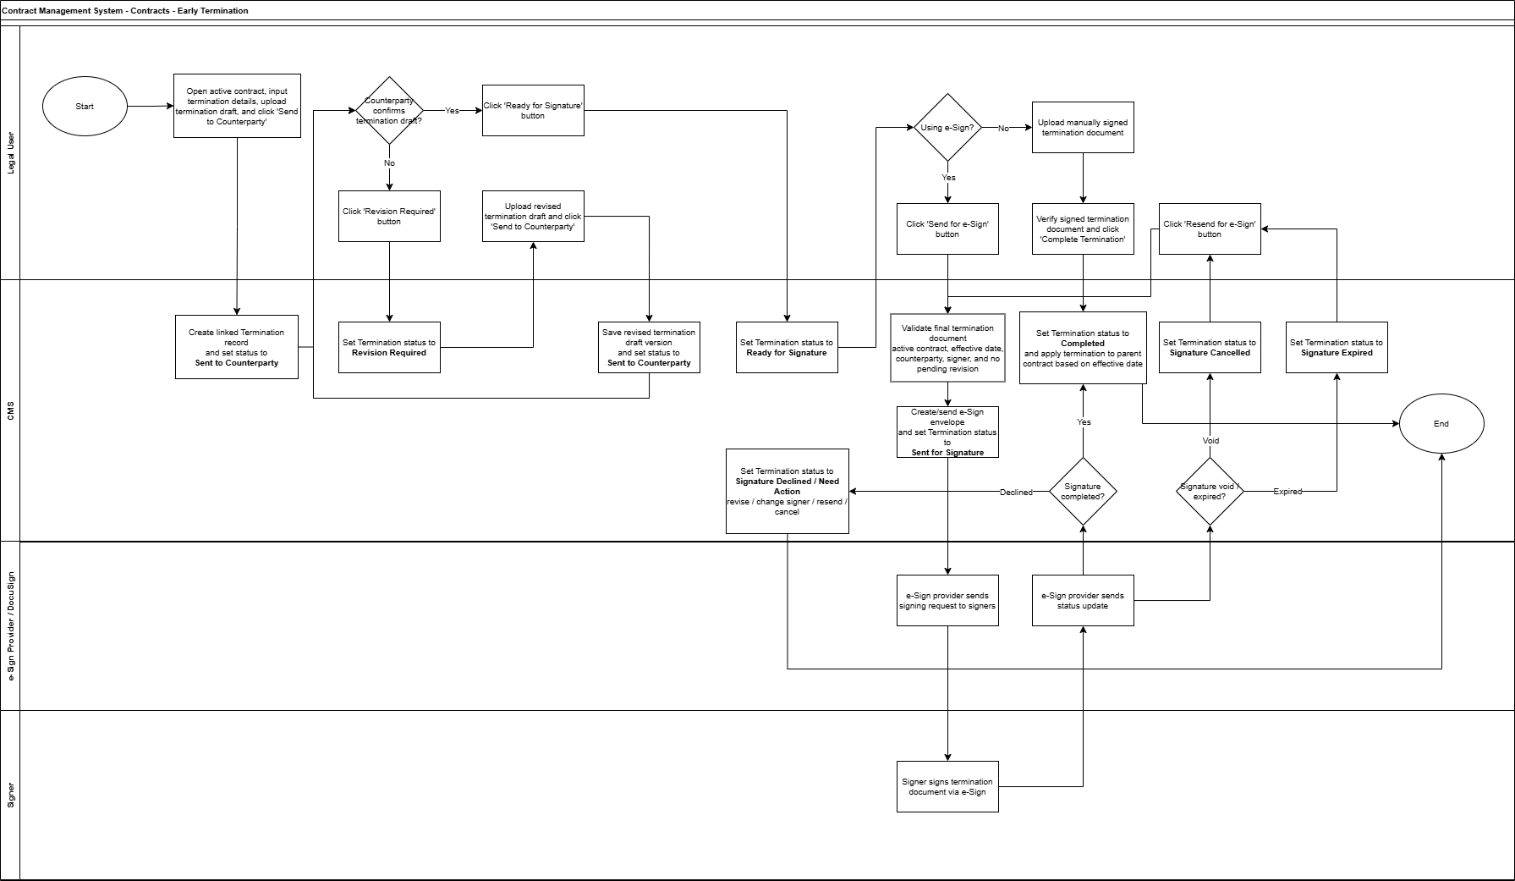 Contract Management System - Contracts - Early Termination
Legal User
Start
Open active contract, input
termination details, upload
termination draft, and click 'Send
to Counterparty'
Counterparty
confirms
termination draft?
Yes
No
Click 'Ready for Signature'
button
Click 'Revision Required'
button
Upload revised
termination draft and click
'Send to Counterparty'
Using e-Sign?
No
Yes
Upload manually signed
termination document
Click 'Send for e-Sign'
button
Verify signed termination
document and click
'Complete Termination'
Click 'Resend for e-Sign'
button
CMS
Create linked Termination
record
and set status to
Sent to Counterparty
Set Termination status to
Revision Required
Save revised termination
draft version
and set status to
Sent to Counterparty
Set Termination status to
Ready for Signature
Validate final termination
document
active contract, effective date,
counterparty, signer, and no
pending revision
Set Termination status to
Completed
and apply termination to parent
contract based on effective date
Set Termination status to
Signature Cancelled
Set Termination status to
Signature Expired
Create/send e-Sign
envelope
and set Termination status
to
Sent for Signature
Yes
Void
End
Set Termination status to
Signature Declined / Need
Action
revise / change signer / resend /
cancel
Declined
Signature
completed?
Signature void /
expired?
Expired
e-Sign Provider / DocuSign
e-Sign provider sends
signing request to signers
e-Sign provider sends
status update
Signer
Signer signs termination
document via e-Sign